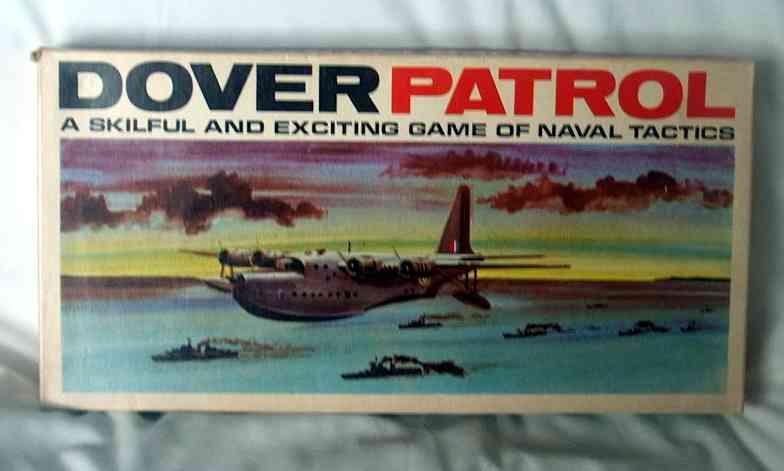 DOVER PATROL
A SKILFUL AND EXCITING GAME OF NAVAL TACTICS